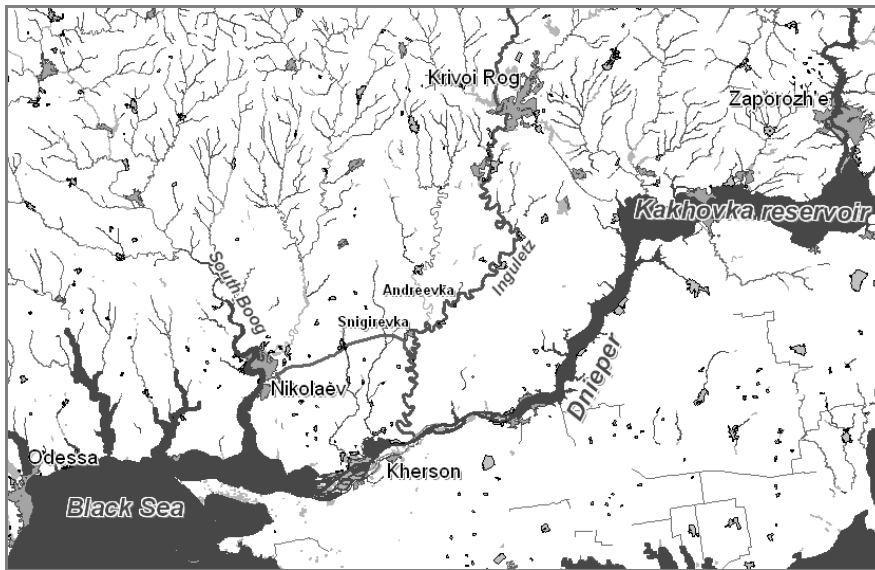 Krivoi Rog
Zaporozh'e
Kakhovka reservoir
South Boog
Inguletz
Andreevka
Snigirevka
Nikolaev
Dnieper
Odessa
Kherson
Black Sea